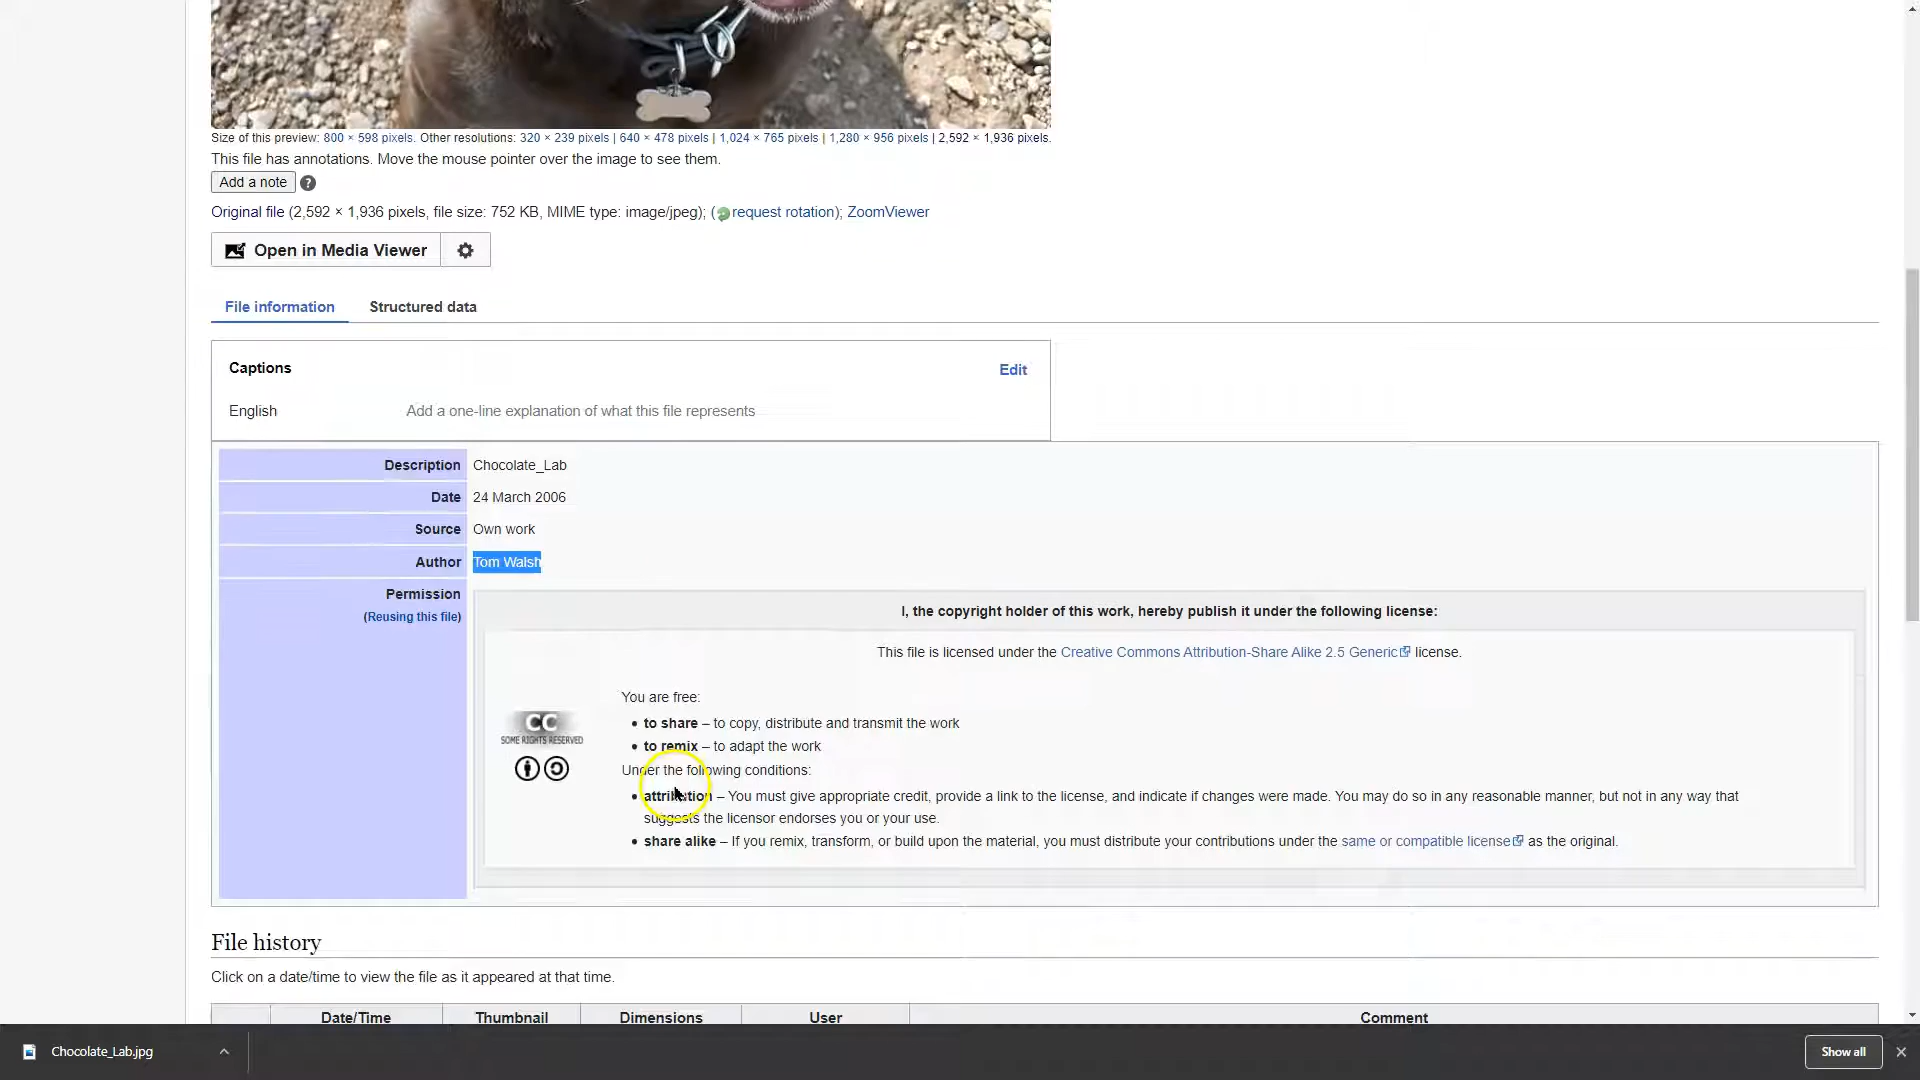 Size of this preview: 800 × 598 pixels. Other resolutions: 320 × 239 pixels | 640 × 478 pixels | 1,024 × 765 pixels | 1,280 × 956 pixels | 2,592 × 1,936 pixels.
This file has annotations. Move the mouse pointer over the image to see them.
Add a note ?
Original file (2,592 × 1,936 pixels, file size: 752 KB, MIME type: image/jpeg); (request rotation); ZoomViewer
Open in Media Viewer
File information Structured data
Captions Edit
English Add a one-line explanation of what this file represents
Description Chocolate_Lab
Date 24 March 2006
Source Own work
Author Tom Walsh
Permission
(Reusing this file)
I, the copyright holder of this work, hereby publish it under the following license:
This file is licensed under the Creative Commons Attribution-Share Alike 2.5 Generic license.
You are free:
CC
SOME RIGHTS RESERVED
• to share – to copy, distribute and transmit the work
• to remix – to adapt the work
Under the following conditions:
• attribution – You must give appropriate credit, provide a link to the license, and indicate if changes were made. You may do so in any reasonable manner, but not in any way that
suggests the licensor endorses you or your use.
• share alike – If you remix, transform, or build upon the material, you must distribute your contributions under the same or compatible license as the original.
File history
Click on a date/time to view the file as it appeared at that time.
Date/Time Thumbnail Dimensions User Comment
Chocolate_Lab.jpg Show all